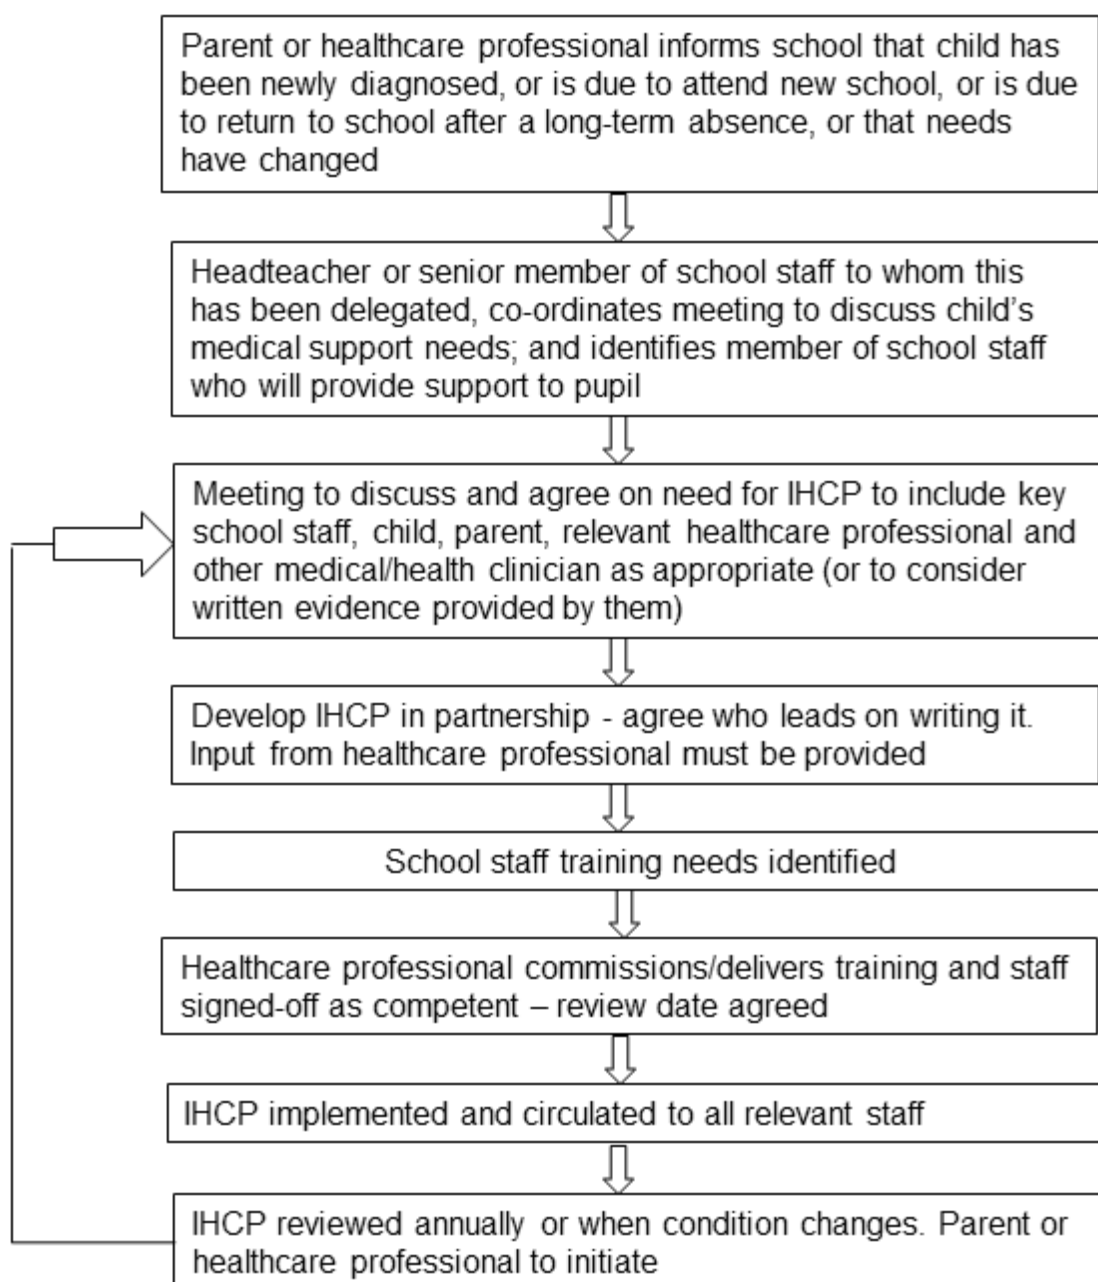 Parent or healthcare professional informs school that child has
been newly diagnosed, or is due to attend new school, or is due
to return to school after a long-term absence, or that needs
have changed
Headteacher or senior member of school staff to whom this
has been delegated, co-ordinates meeting to discuss child's
medical support needs; and identifies member of school staff
who will provide support to pupil
Meeting to discuss and agree on need for IHCP to include key
school staff, child, parent, relevant healthcare professional and
other medical/health clinician as appropriate (or to consider
written evidence provided by them)
Develop IHCP in partnership - agree who leads on writing it.
Input from healthcare professional must be provided
School staff training needs identified
Healthcare professional commissions/delivers training and staff
signed-off as competent – review date agreed
IHCP implemented and circulated to all relevant staff
IHCP reviewed annually or when condition changes. Parent or
healthcare professional to initiate